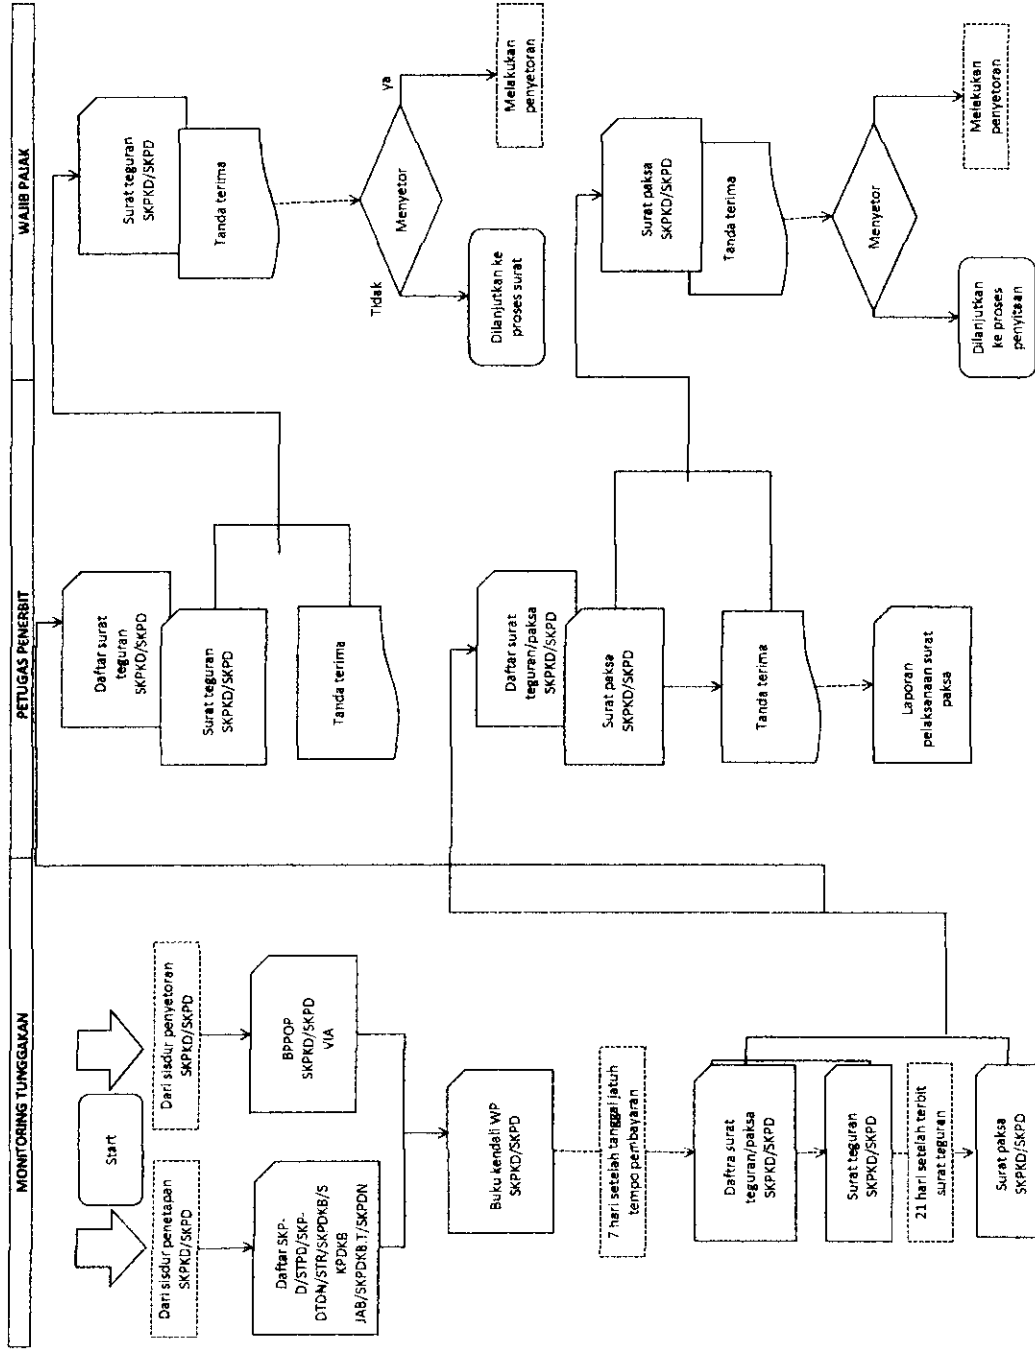 MONITORING TUNGGAKAN
PETUGAS PENERBIT
WAJIB PAJAK
Start
Dari sisdur penetapan
SKPKD/SKPD
Dari sisdur penyetoran
SKPKD/SKPD
Daftar SKP-
D/STPD/SKP-
DTDN/STR/SKPDKB/S
KPDKB
JAB/SKPDKB.T/SKPDN
BPPOP
SKPKD/SKPD
VIA
Buku kendali WP
SKPKD/SKPD
7 hari setelah tanggal jatuh
tempo pembayaran
Daftra surat
teguran/paksa
SKPKD/SKPD
Surat teguran
SKPKD/SKPD
21 hari setelah terbit
surat teguran
Surat paksa
SKPKD/SKPD
Daftar surat
teguran
SKPKD/SKPD
Surat teguran
SKPKD/SKPD
Tanda terima
Daftar surat
teguran/paksa
SKPKD/SKPD
Surat paksa
SKPKD/SKPD
Tanda terima
Laporan
pelaksanaan surat
paksa
Surat teguran
SKPKD/SKPD
Tanda terima
Menyetor
Tidak
ya
Dilanjutkan ke
proses surat
Melakukan
penyetoran
Surat paksa
SKPKD/SKPD
Tanda terima
Menyetor
Dilanjutkan
ke proses
penyitaan
Melakukan
penyetoran